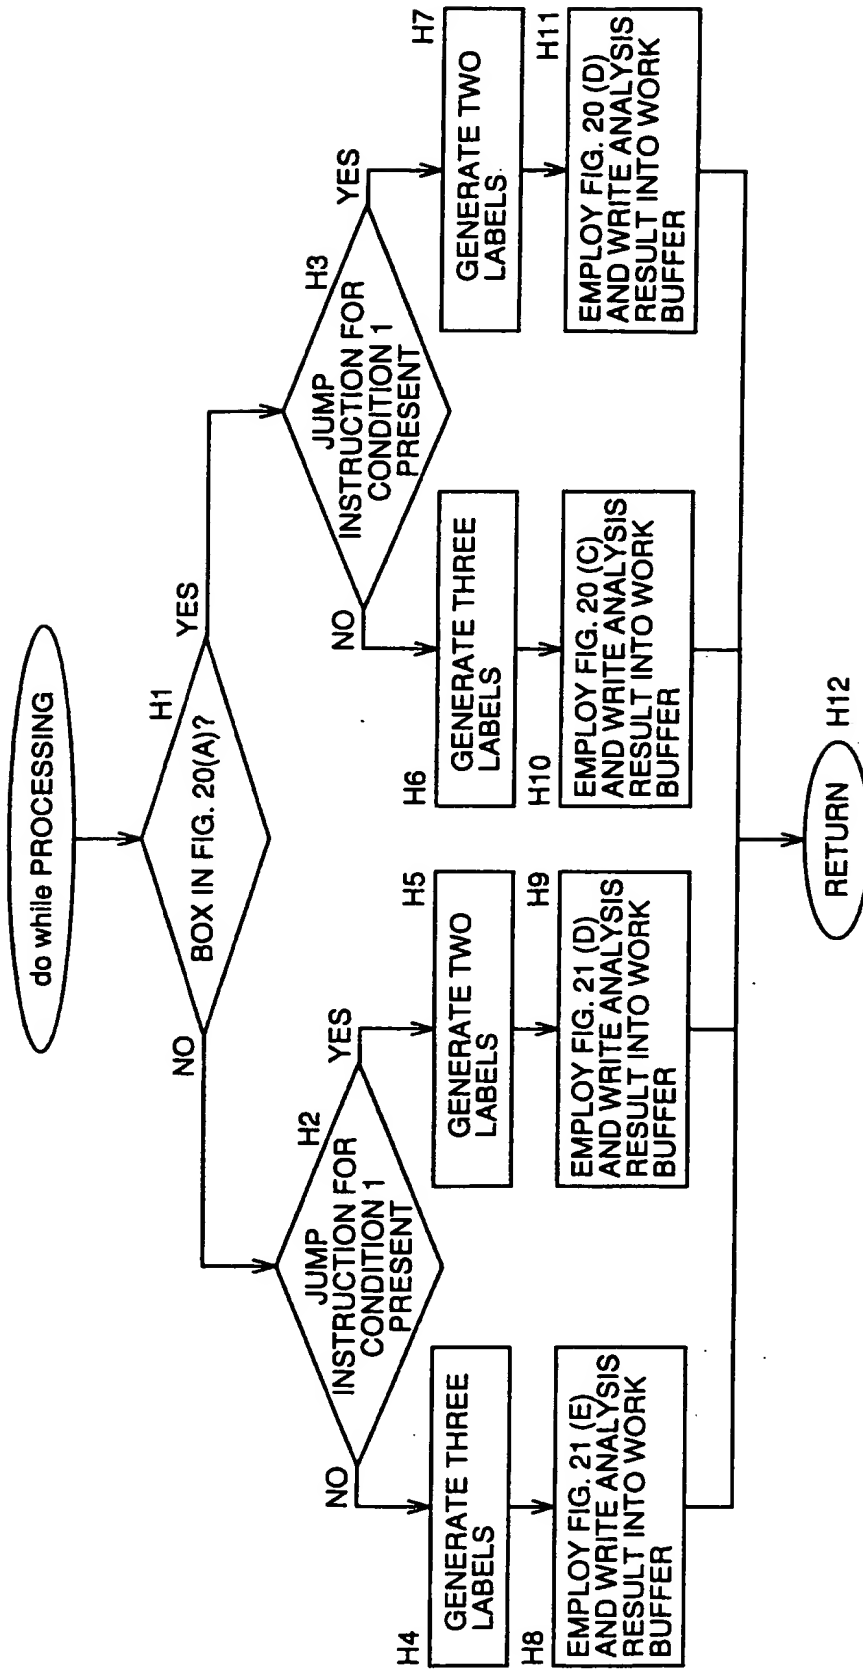 do while PROCESSING
H1
BOX IN FIG. 20(A)?
NO
YES
H2
JUMP
INSTRUCTION FOR
CONDITION 1
PRESENT
NO
YES
H3
JUMP
INSTRUCTION FOR
CONDITION 1
PRESENT
NO
YES
H4
GENERATE THREE
LABELS
H5
GENERATE TWO
LABELS
H6
GENERATE THREE
LABELS
H7
GENERATE TWO
LABELS
H8
EMPLOY FIG. 21 (E)
AND WRITE ANALYSIS
RESULT INTO WORK
BUFFER
H9
EMPLOY FIG. 21 (D)
AND WRITE ANALYSIS
RESULT INTO WORK
BUFFER
H10
EMPLOY FIG. 20 (C)
AND WRITE ANALYSIS
RESULT INTO WORK
BUFFER
H11
EMPLOY FIG. 20 (D)
AND WRITE ANALYSIS
RESULT INTO WORK
BUFFER
RETURN
H12